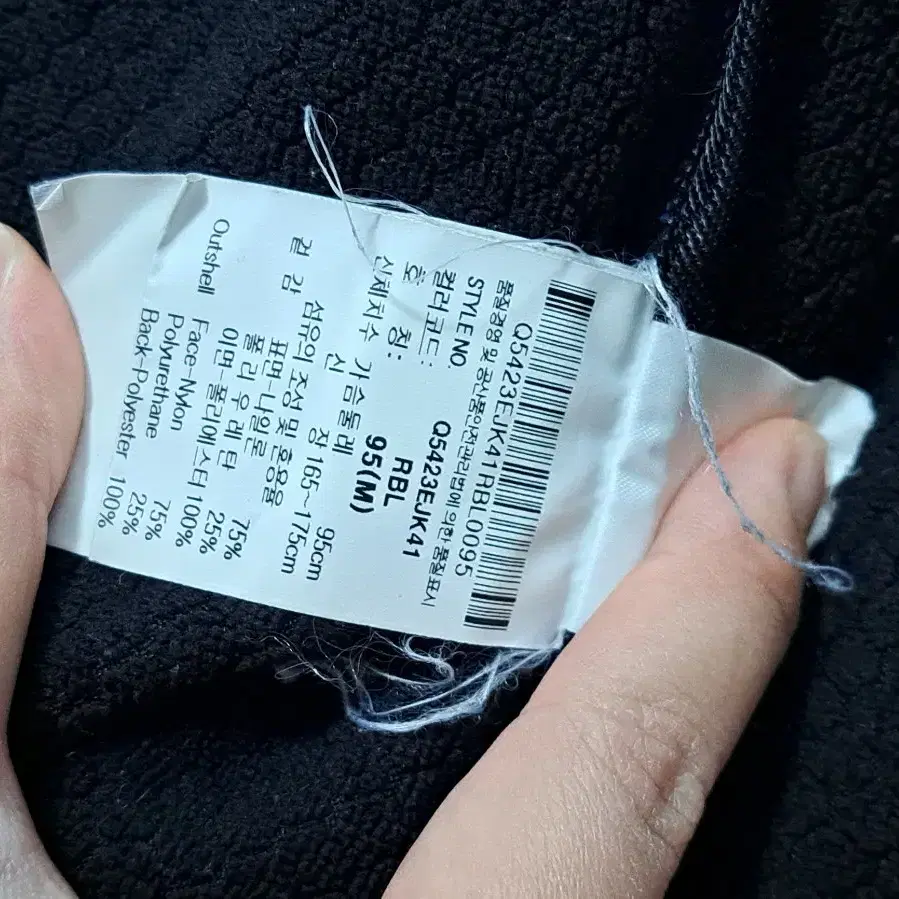 Q5423EJK41RBL0095
품질경영 및 공산품안전관리법에 의한 품질표시
STYLE NO. Q5423EJK41
컬러코드: RBL
호 칭: 95(M)
신체치수 가슴둘레 95cm
신 장 165~175cm
섬유의 조성 및 혼용율
겉 감 표면-나일론 75%
폴리우레탄 25%
이면-폴리에스터 100%
Outshell Face-Nylon 75%
Polyurethane 25%
Back-Polyester 100%